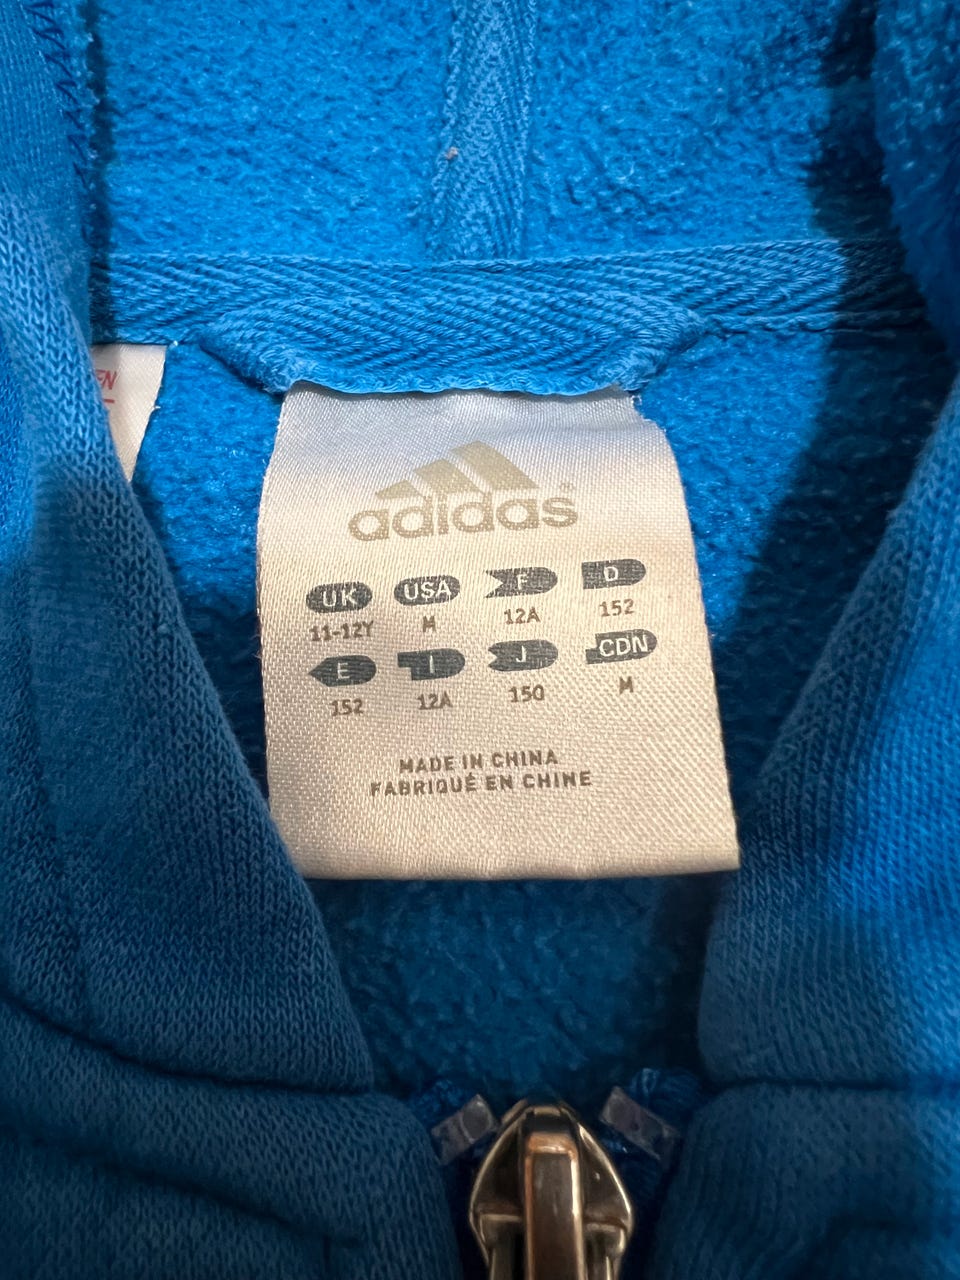 adidas®
UK USA F D
11-12Y M 12A 152
E I J CDN
152 12A 150 M
MADE IN CHINA
FABRIQUÉ EN CHINE